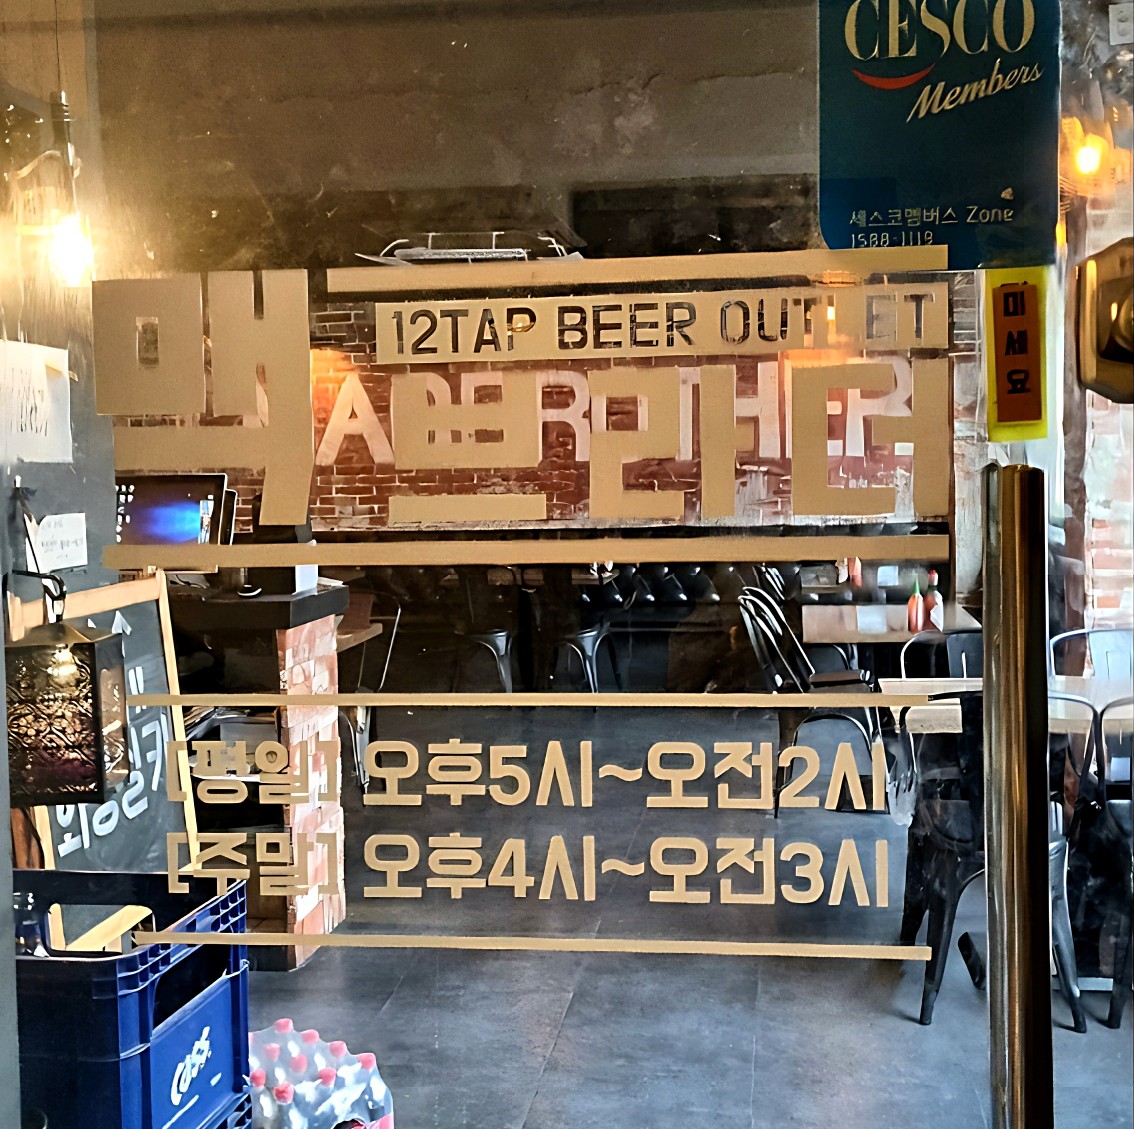 CESCO
Members
세스코멤버스 Zone
1588-1119
미세요
12TAP BEER OUTLET
맥브라더
[평일] 오후5시~오전2시
[주말] 오후4시~오전3시
Cass